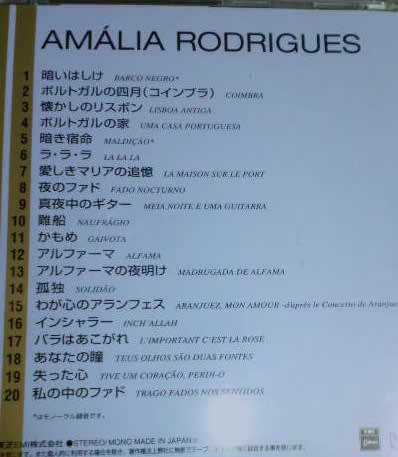 AMÁLIA RODRIGUES
1 暗いはしけ BARCO NEGRO*
2 ポルトガルの四月(コインブラ) COIMBRA
3 懐かしのリスボン LISBOA ANTIGA
4 ポルトガルの家 UMA CASA PORTUGUESA
5 暗き宿命 MALDIÇÃO*
6 ラ・ラ・ラ LA LA LA
7 愛しきマリアの追憶 LA MAISON SUR LE PORT
8 夜のファド FADO NOCTURNO
9 真夜中のギター MEIA NOITE E UMA GUITARRA
10 難船 NAUFRÁGIO
11 かもめ GAIVOTA
12 アルファーマ ALFAMA
13 アルファーマの夜明け MADRUGADA DE ALFAMA
14 孤独 SOLIDÃO
15 わが心のアランフェス ARANJUEZ, MON AMOUR -d'après le Concerto de Aranjue
16 インシャラー INCH'ALLAH
17 バラはあこがれ L'IMPORTANT C'EST LA ROSE
18 あなたの瞳 TEUS OLHOS SÃO DUAS FONTES
19 失った心 TIVE UM CORAÇÃO, PERDI-O
20 私の中のファド TRAGO FADOS NOS SENTIDOS
*はモノーラル録音です。
東芝EMI株式会社 ●STEREO/MONO MADE IN JAPAN